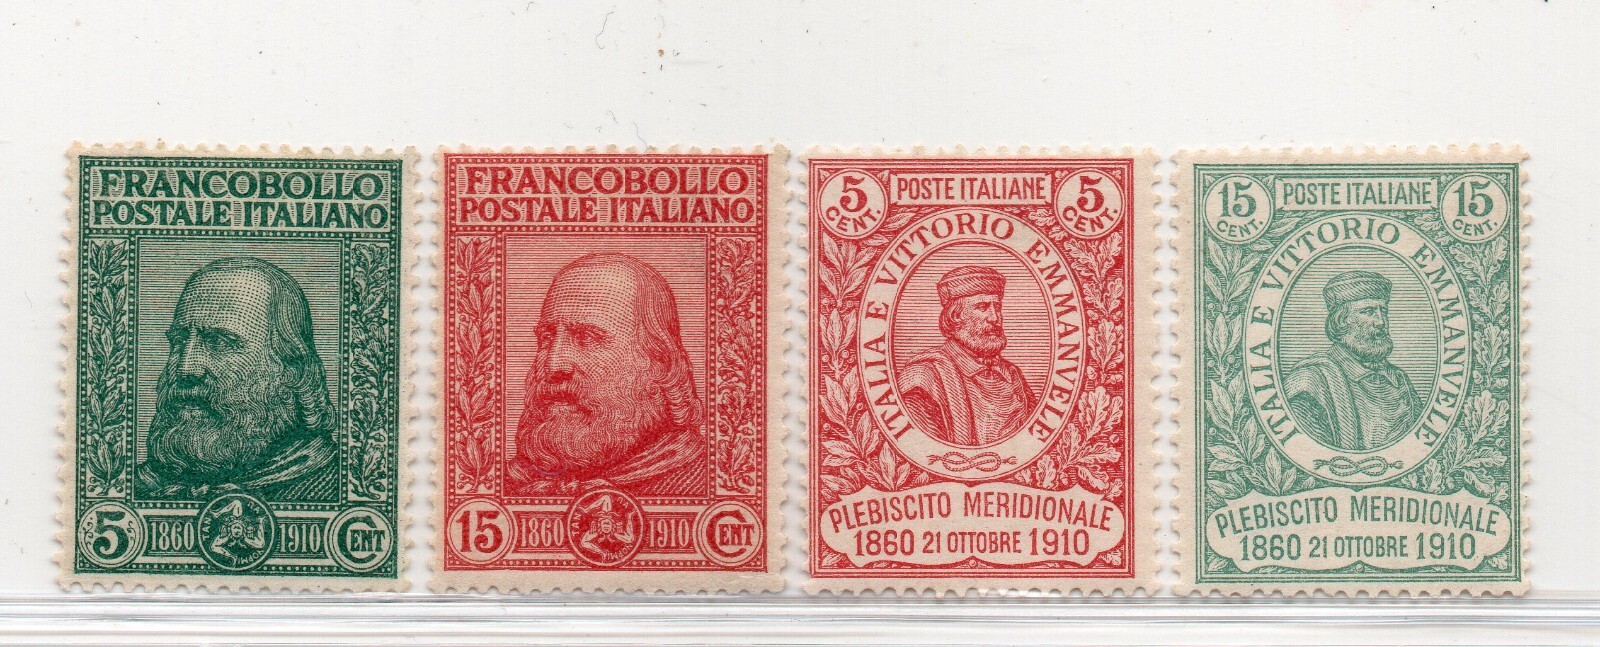 FRANCOBOLLO
POSTALE ITALIANO
5 1860 1910 CENT
FRANCOBOLLO
POSTALE ITALIANO
15 1860 1910 CENT
5 CENT. POSTE ITALIANE 5 CENT.
ITALIA E VITTORIO EMMANVELE
PLEBISCITO MERIDIONALE
1860 21 OTTOBRE 1910
15 CENT. POSTE ITALIANE 15 CENT.
ITALIA E VITTORIO EMMANVELE
PLEBISCITO MERIDIONALE
1860 21 OTTOBRE 1910